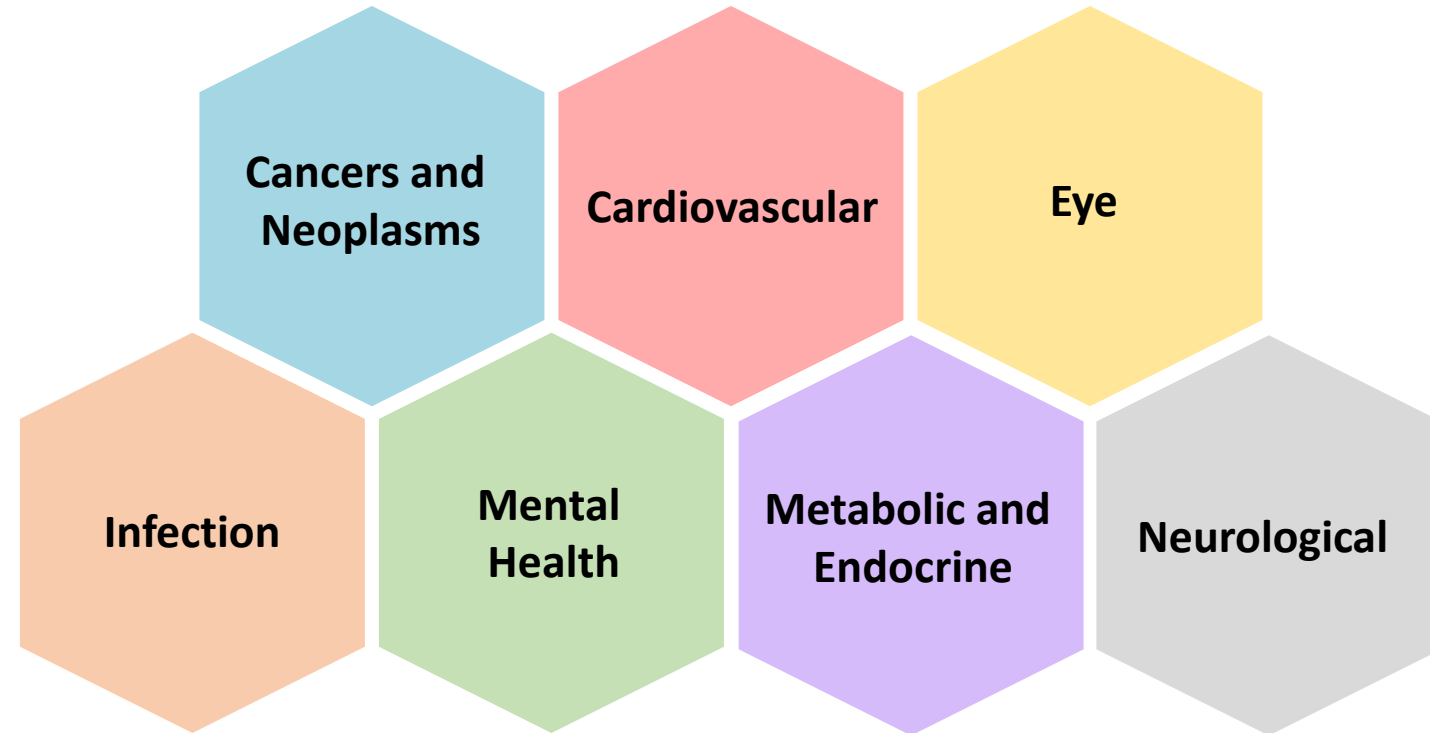 Cancers and
Neoplasms
Cardiovascular
Eye
Infection
Mental
Health
Metabolic and
Endocrine
Neurological